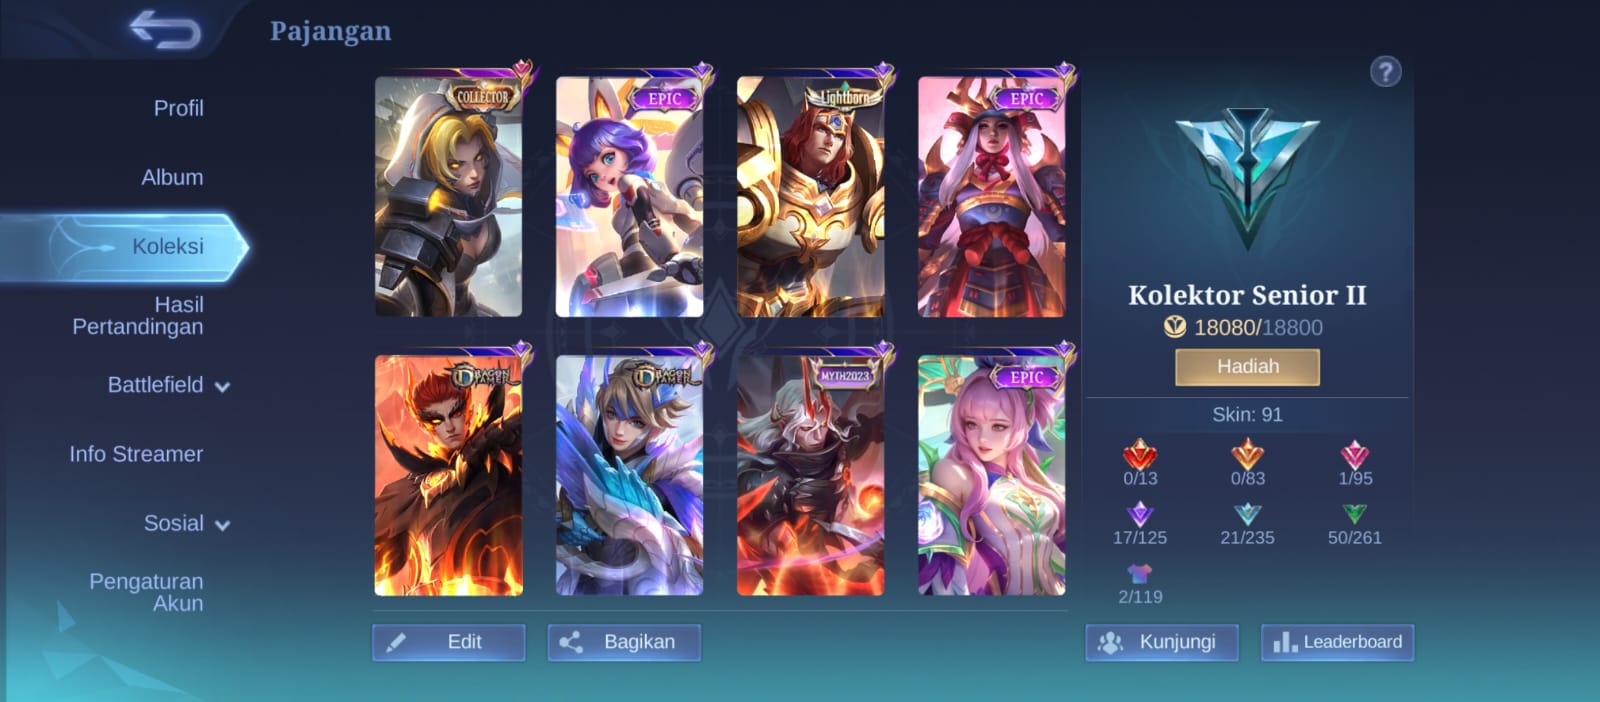 Pajangan
Profil
Album
Koleksi
Hasil
Pertandingan
Battlefield
Info Streamer
Sosial
Pengaturan
Akun
COLLECTOR
EPIC
Lightborn
EPIC
DRAGON
TAMER
DRAGON
TAMER
MYTH2023
EPIC
Edit
Bagikan
?
Kolektor Senior II
18080/18800
Hadiah
Skin: 91
0/13
0/83
1/95
17/125
21/235
50/261
2/119
Kunjungi
Leaderboard